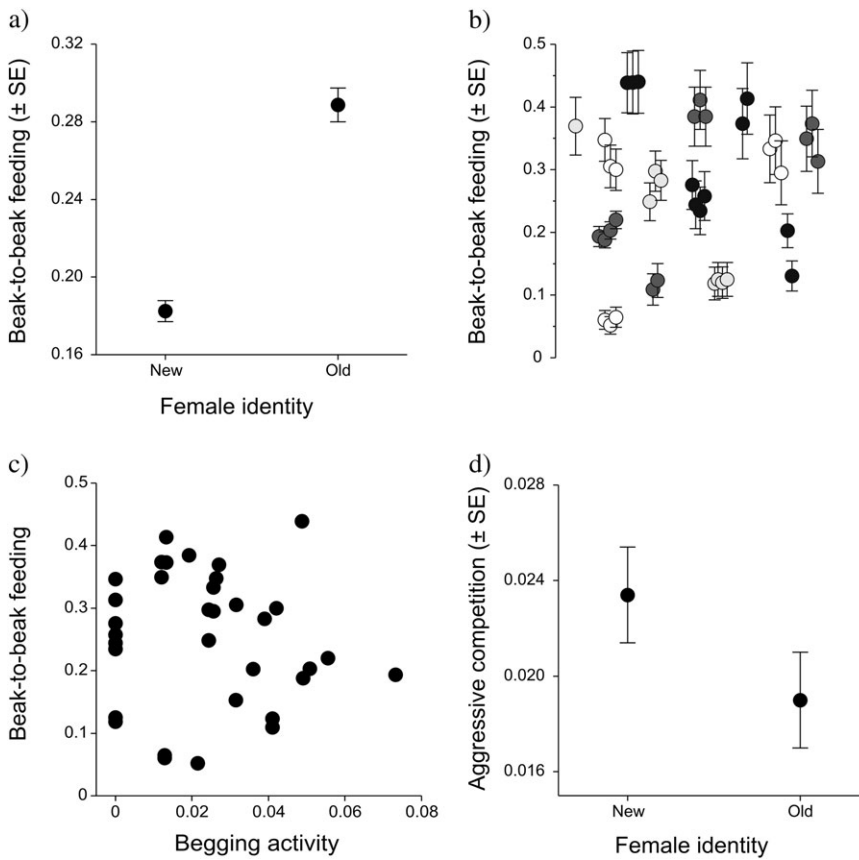 a)
0.32
0.28
0.24
0.20
0.16
Beak-to-beak feeding (± SE)
New
Old
Female identity
b)
0.5
0.4
0.3
0.2
0.1
0
Beak-to-beak feeding (± SE)
c)
0.5
0.4
0.3
0.2
0.1
0
Beak-to-beak feeding
0
0.02
0.04
0.06
0.08
Begging activity
d)
0.028
0.024
0.020
0.016
Aggressive competition (± SE)
New
Old
Female identity